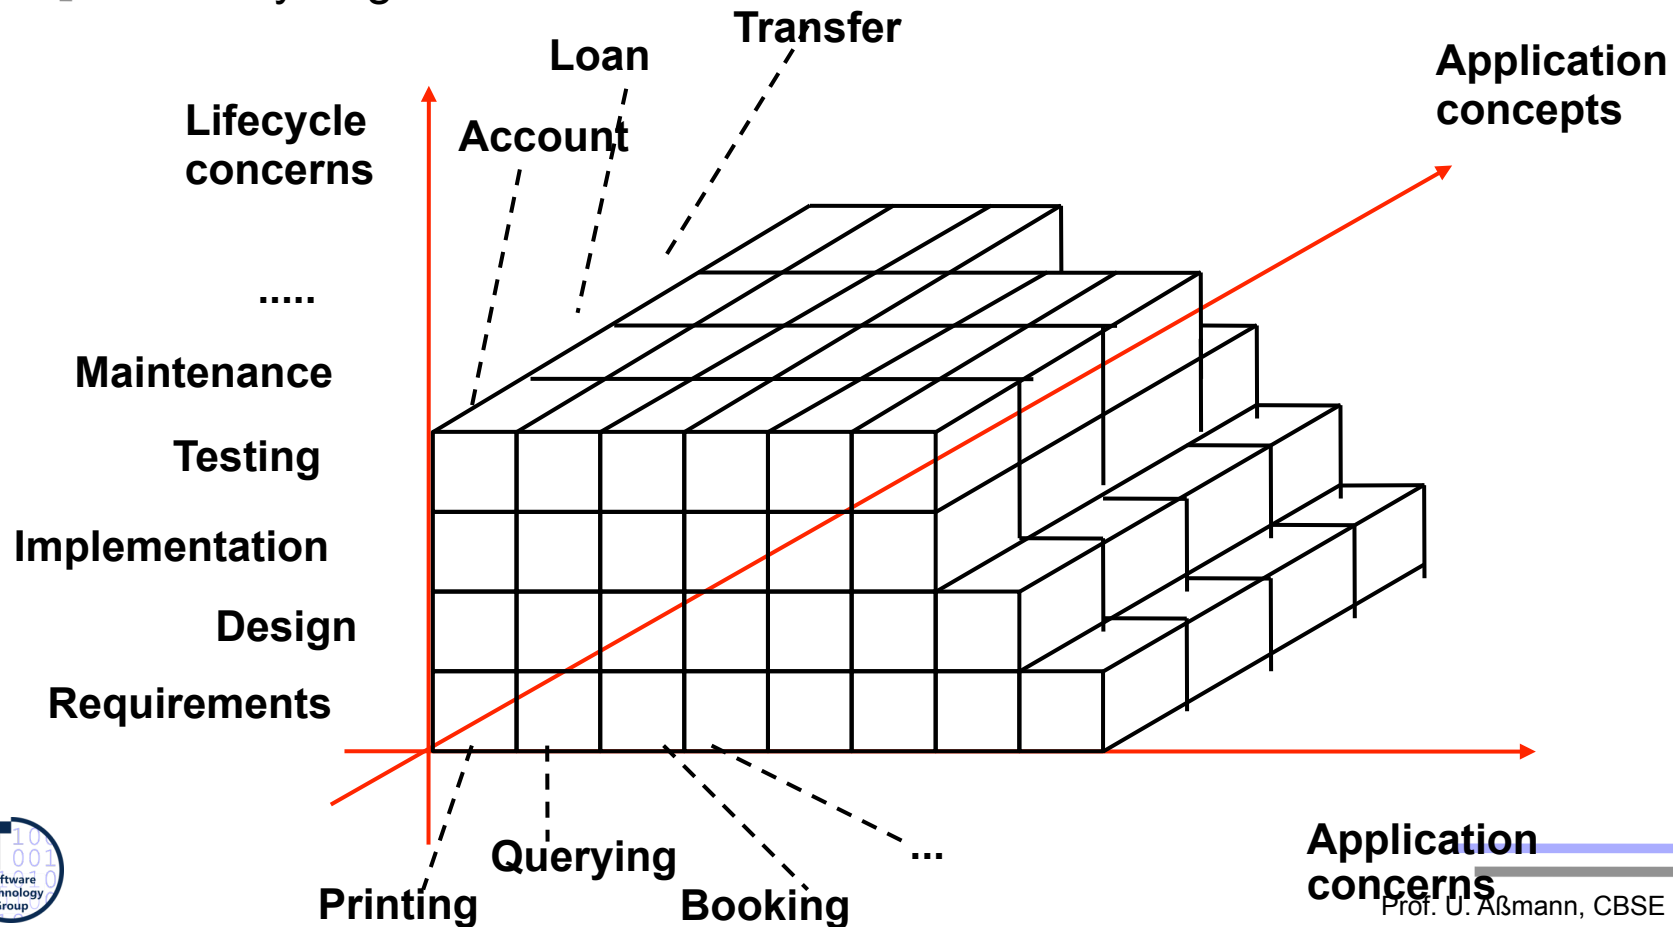 Transfer
Loan
Application
concepts
Lifecycle
concerns
Account
.....
Maintenance
Testing
Implementation
Design
Requirements
Querying
...
Printing
Booking
Application
concerns
Prof. U. Aßmann, CBSE